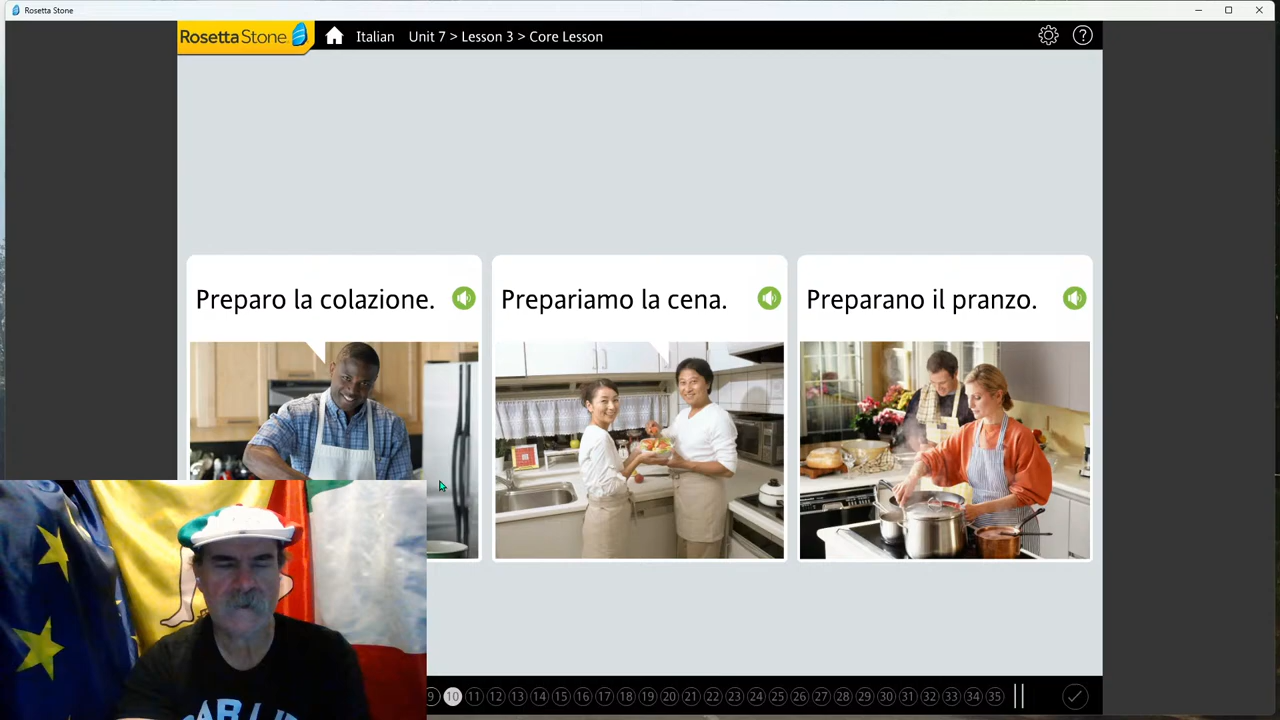 Rosetta Stone
RosettaStone Italian Unit 7 > Lesson 3 > Core Lesson
Preparo la colazione.
Prepariamo la cena.
Preparano il pranzo.
9 10 11 12 13 14 15 16 17 18 19 20 21 22 23 24 25 26 27 28 29 30 31 32 33 34 35